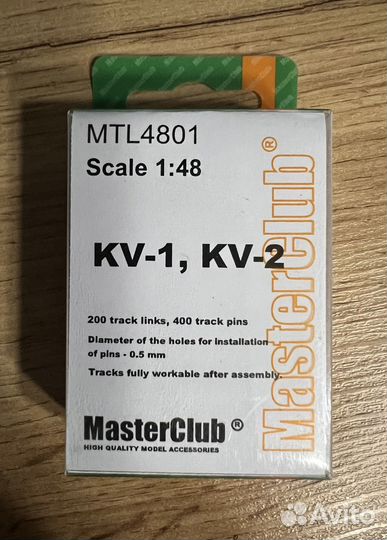 MTL4801
Scale 1:48
KV-1, KV-2
200 track links, 400 track pins
Diameter of the holes for installation
of pins - 0.5 mm
Tracks fully workable after assembly.
MasterClub ®
HIGH QUALITY MODEL ACCESSORIES
MasterClub®
Avito